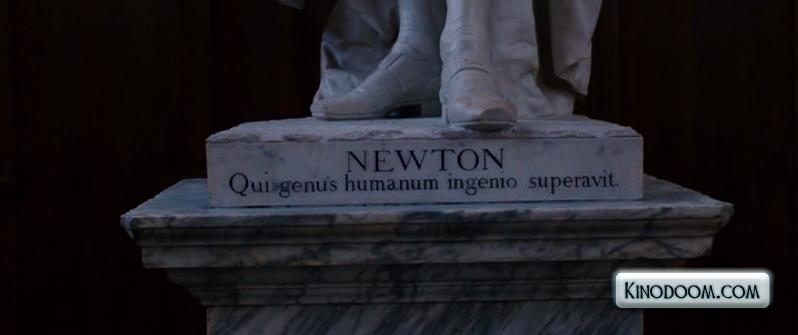 NEWTON
Qui genus humanum ingenio superavit.
KINODOOM.COM